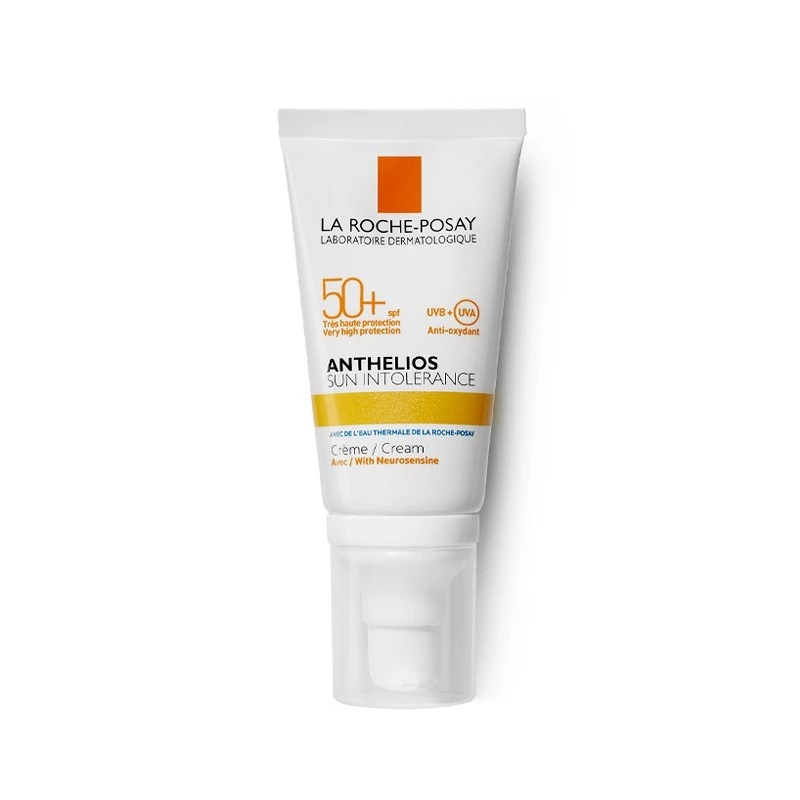 LA ROCHE-POSAY
LABORATOIRE DERMATOLOGIQUE
50+ spf
Très haute protection
Very high protection
UVB + UVA
Anti-oxydant
ANTHELIOS
SUN INTOLERANCE
AVEC DE L'EAU THERMALE DE LA ROCHE-POSAY
Crème / Cream
Avec / With Neurosensine